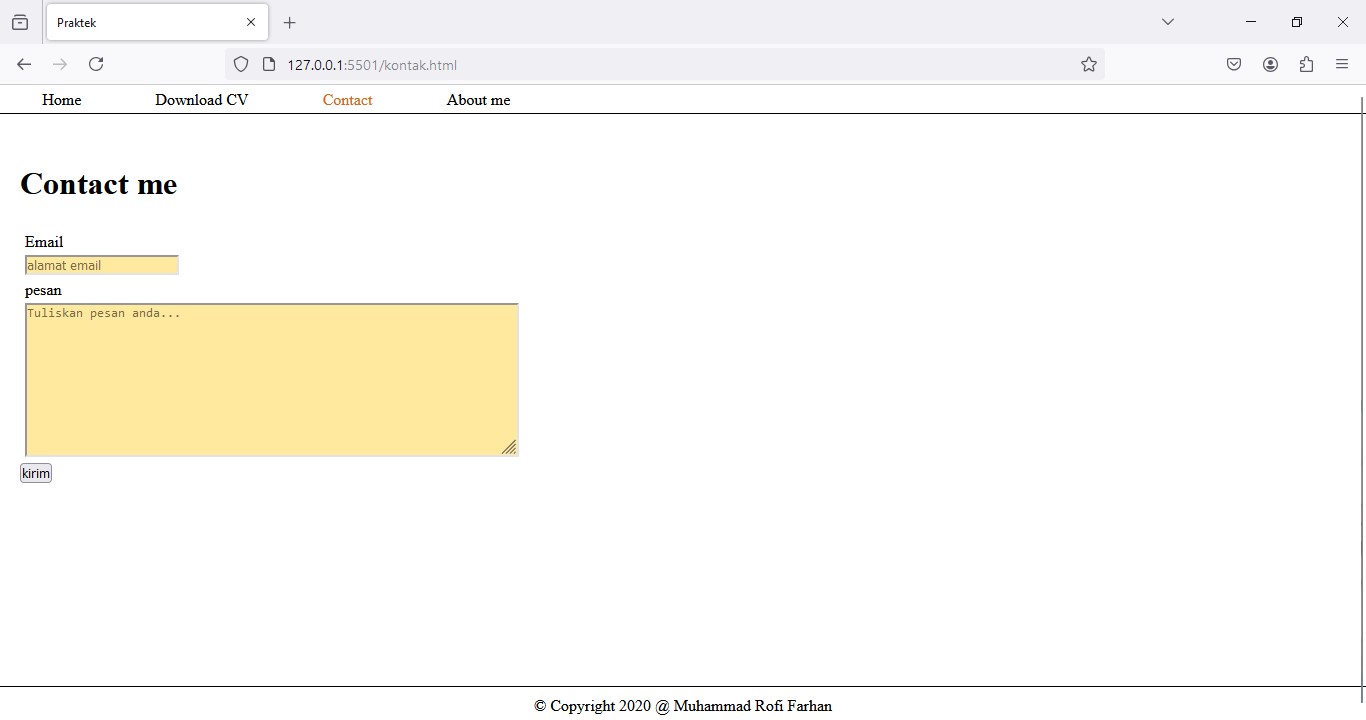 Praktek
127.0.0.1:5501/kontak.html
Home Download CV Contact About me
Contact me
Email
alamat email
pesan
Tuliskan pesan anda...
kirim
© Copyright 2020 @ Muhammad Rofi Farhan